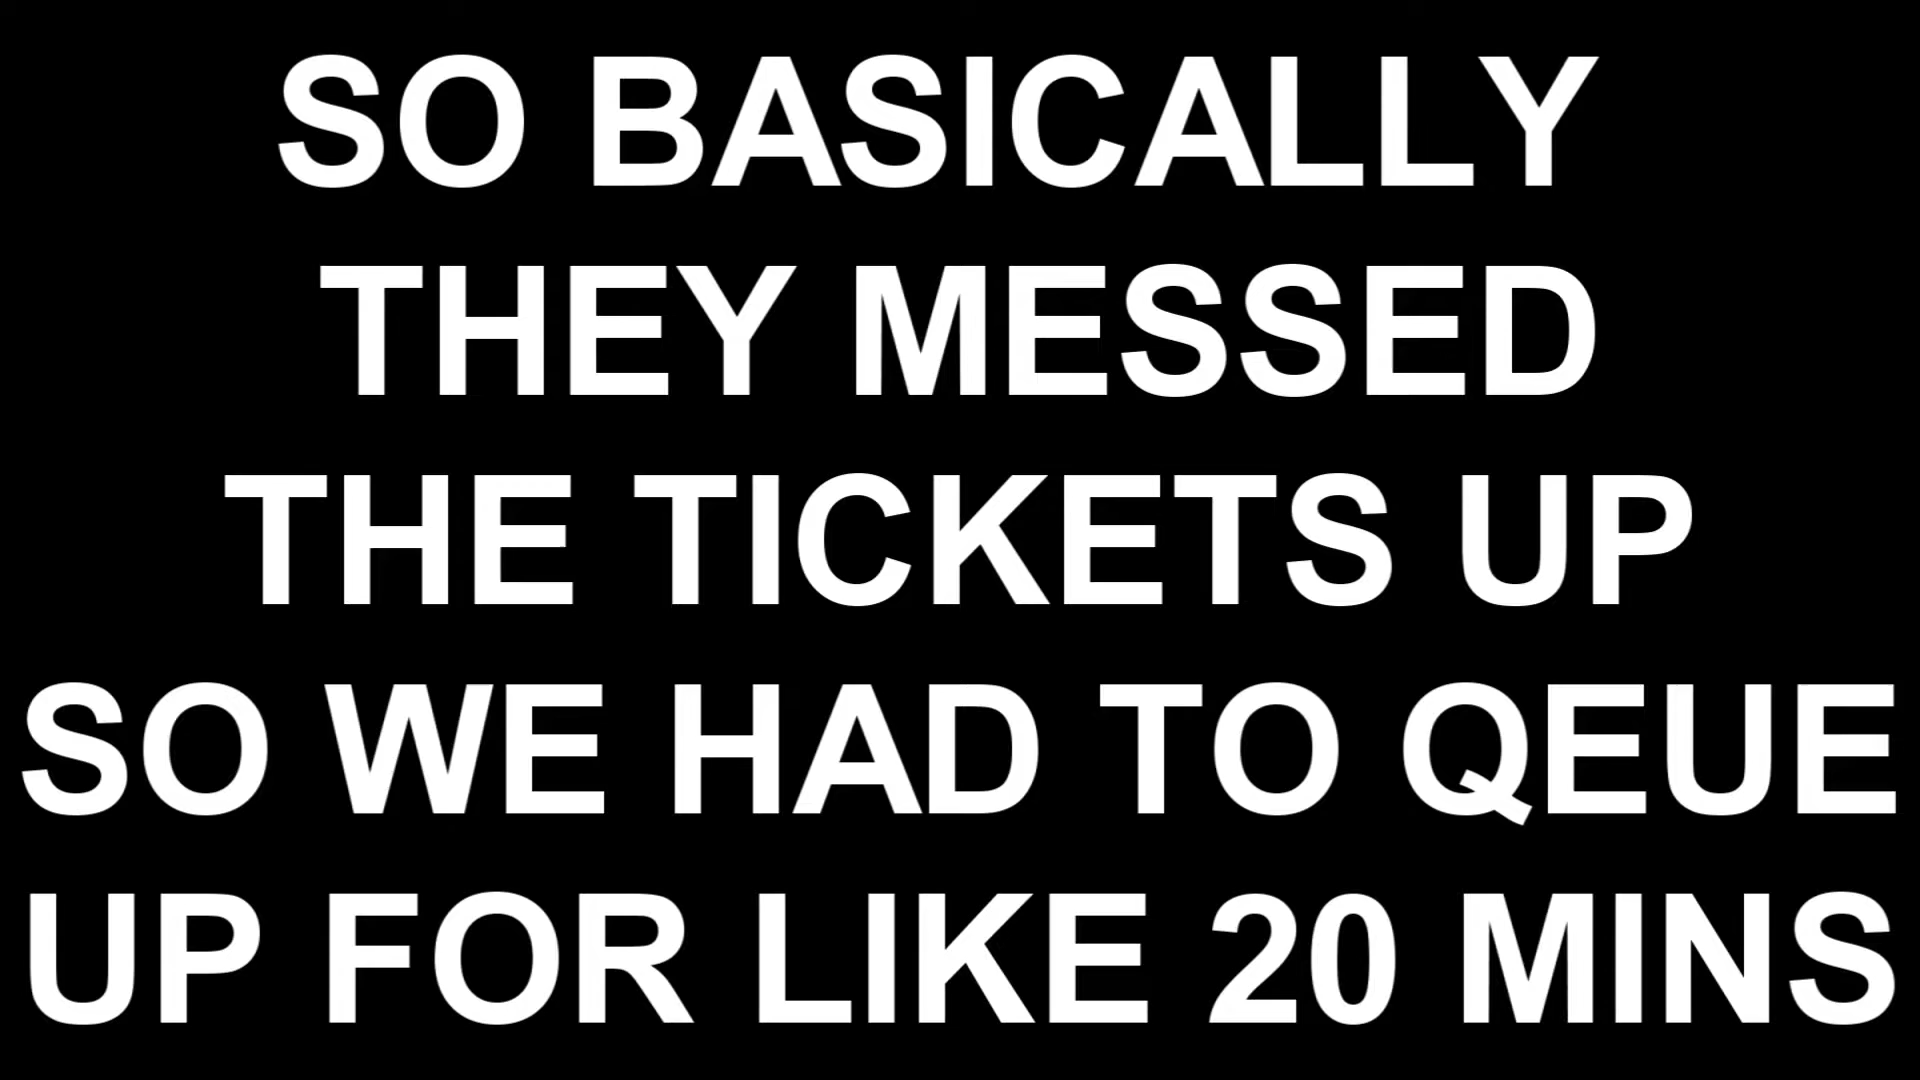 SO BASICALLY
THEY MESSED
THE TICKETS UP
SO WE HAD TO QEUE
UP FOR LIKE 20 MINS